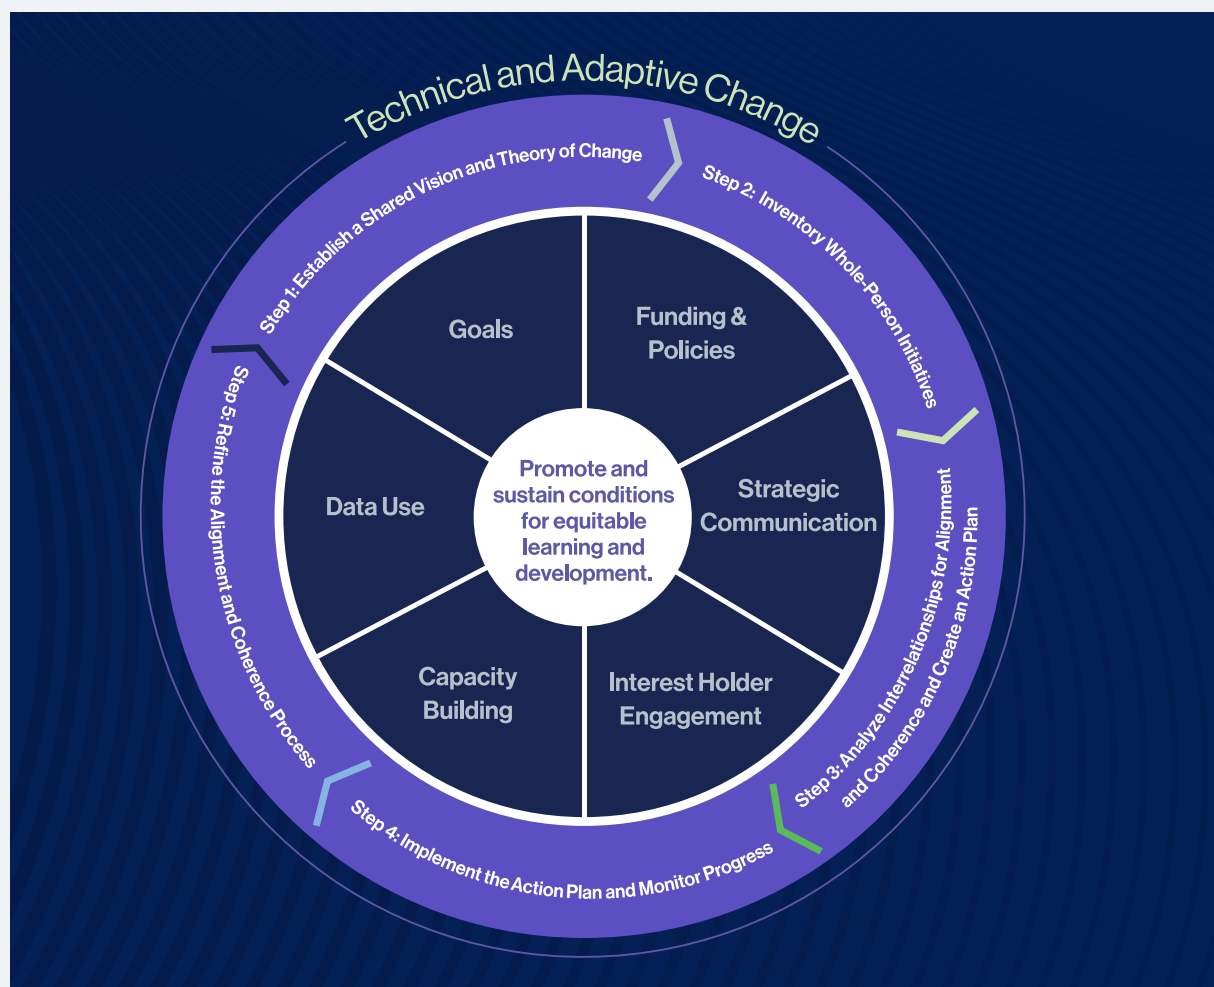 Technical and Adaptive Change
Step 1: Establish a Shared Vision and Theory of Change
Step 2: Inventory Whole-Person Initiatives
Step 3: Analyze Interrelationships for Alignment
and Coherence and Create an Action Plan
Step 4: Implement the Action Plan and Monitor Progress
Step 5: Refine the Alignment and Coherence Process
Goals
Funding &
Policies
Strategic
Communication
Interest Holder
Engagement
Capacity
Building
Data Use
Promote and
sustain conditions
for equitable
learning and
development.